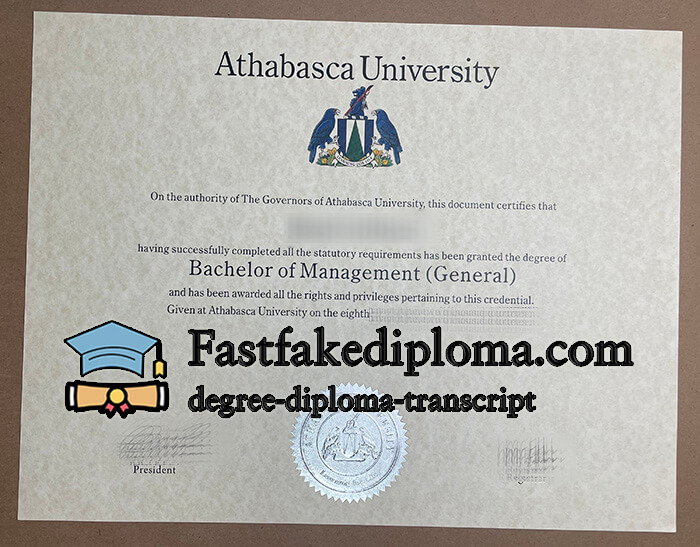 Athabasca University
On the authority of The Governors of Athabasca University, this document certifies that
having successfully completed all the statutory requirements has been granted the degree of
Bachelor of Management (General)
and has been awarded all the rights and privileges pertaining to this credential.
Given at Athabasca University on the eighth
Fastfakediploma.com
degree-diploma-transcript
President
Registrar